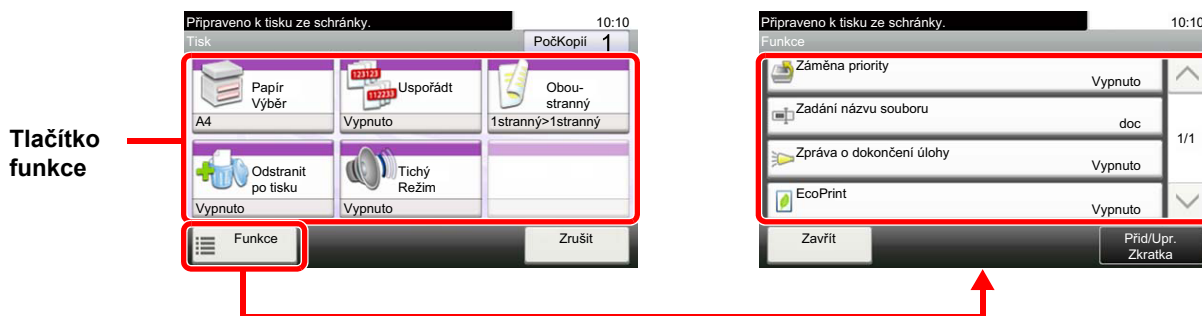 Tlačítko
funkce
Připraveno k tisku ze schránky.
10:10
Tisk
PočKopií 1
Papír
Výběr
A4
123123
112233
Uspořádt
Vypnuto
Obou-
stranný
1stranný>1stranný
Odstranit
po tisku
Vypnuto
Tichý
Režim
Vypnuto
Funkce
Zrušit
Připraveno k tisku ze schránky.
10:10
Funkce
Záměna priority
Vypnuto
Zadání názvu souboru
doc
1/1
Zpráva o dokončení úlohy
Vypnuto
EcoPrint
Vypnuto
Zavřít
Přid/Upr.
Zkratka